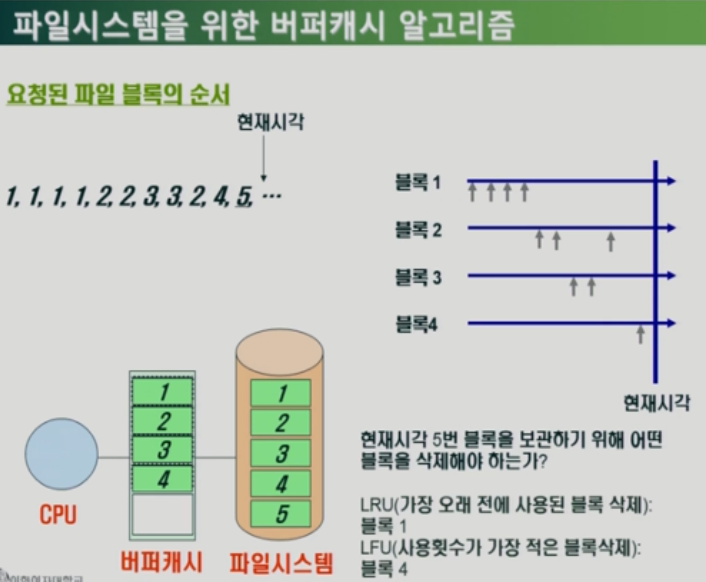 파일시스템을 위한 버퍼캐시 알고리즘
요청된 파일 블록의 순서
현재시각
1, 1, 1, 1, 2, 2, 3, 3, 2, 4, 5, ...
블록 1
블록 2
블록 3
블록4
현재시각
1
2
3
4
1
2
3
4
5
CPU
버퍼캐시
파일시스템
현재시각 5번 블록을 보관하기 위해 어떤
블록을 삭제해야 하는가?
LRU(가장 오래 전에 사용된 블록 삭제):
블록 1
LFU(사용횟수가 가장 적은 블록삭제):
블록 4